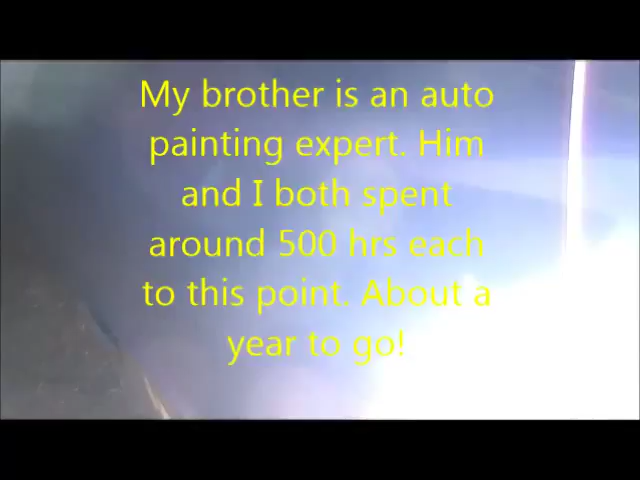 My brother is an auto
painting expert. Him
and I both spent
around 500 hrs each
to this point. About a
year to go!